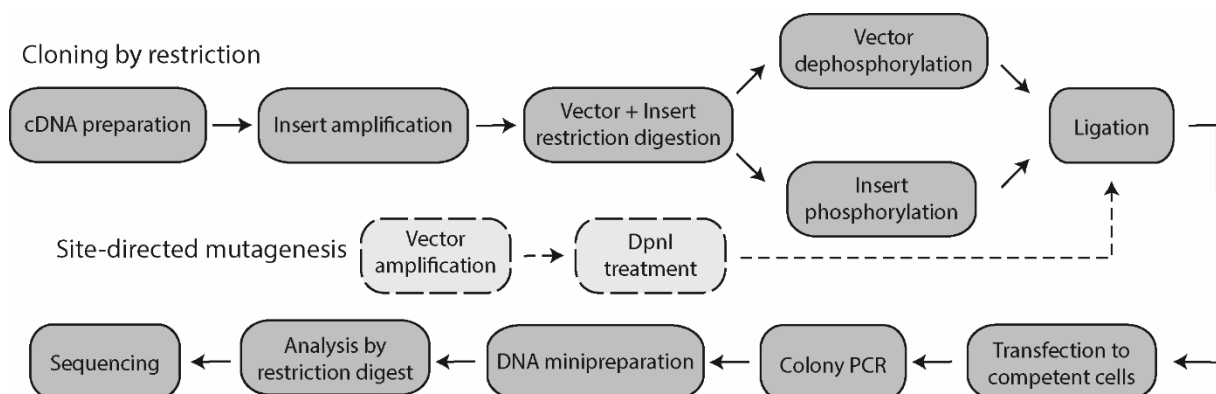 Cloning by restriction
cDNA preparation
Insert amplification
Vector + Insert
restriction digestion
Vector
dephosphorylation
Insert
phosphorylation
Ligation
Site-directed mutagenesis
Vector
amplification
DpnI
treatment
Transfection to
competent cells
Colony PCR
DNA minipreparation
Analysis by
restriction digest
Sequencing